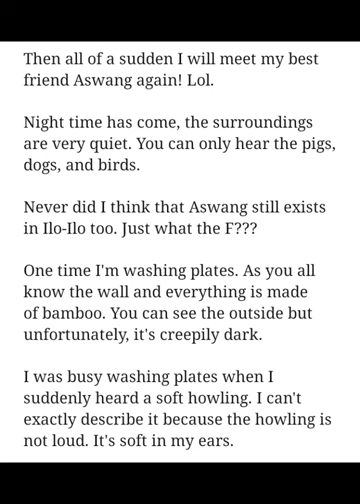 Then all of a sudden I will meet my best
friend Aswang again! Lol.
Night time has come, the surroundings
are very quiet. You can only hear the pigs,
dogs, and birds.
Never did I think that Aswang still exists
in Ilo-Ilo too. Just what the F???
One time I'm washing plates. As you all
know the wall and everything is made
of bamboo. You can see the outside but
unfortunately, it's creepily dark.
I was busy washing plates when I
suddenly heard a soft howling. I can't
exactly describe it because the howling is
not loud. It's soft in my ears.